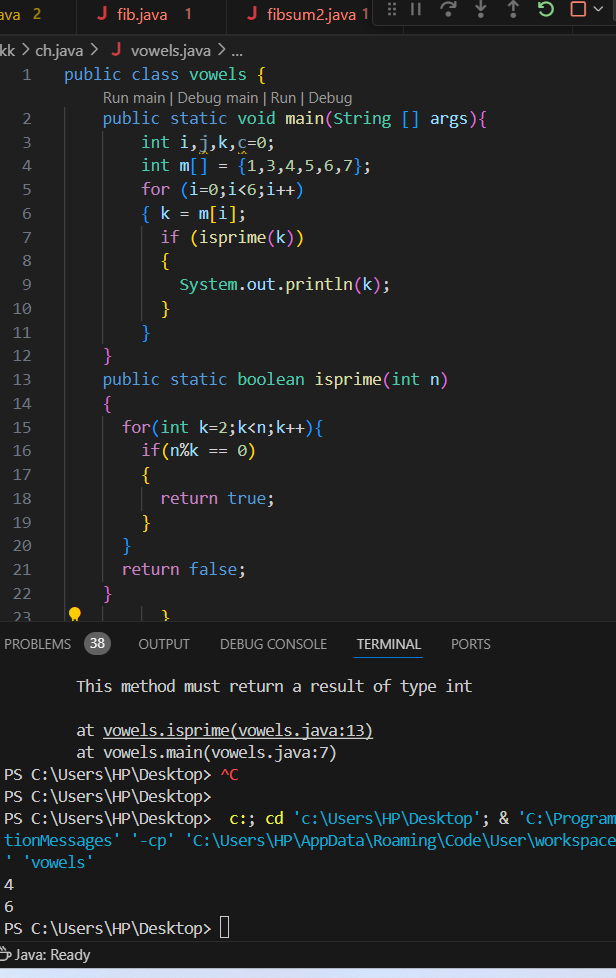 ava 2 J fib.java 1 J fibsum2.java 1
kk > ch.java > J vowels.java > ...
1 public class vowels {
Run main | Debug main | Run | Debug
2 public static void main(String [] args){
3 int i,j,k,c=0;
4 int m[] = {1,3,4,5,6,7};
5 for (i=0;i<6;i++)
6 { k = m[i];
7 if (isprime(k))
8 {
9 System.out.println(k);
10 }
11 }
12 }
13 public static boolean isprime(int n)
14 {
15 for(int k=2;k<n;k++){
16 if(n%k == 0)
17 {
18 return true;
19 }
20 }
21 return false;
22 }
23 }
PROBLEMS 38 OUTPUT DEBUG CONSOLE TERMINAL PORTS
This method must return a result of type int
at vowels.isprime(vowels.java:13)
at vowels.main(vowels.java:7)
PS C:\Users\HP\Desktop> ^C
PS C:\Users\HP\Desktop>
PS C:\Users\HP\Desktop> c:; cd 'c:\Users\HP\Desktop'; & 'C:\Program
tionMessages' '-cp' 'C:\Users\HP\AppData\Roaming\Code\User\workspace
' 'vowels'
4
6
PS C:\Users\HP\Desktop>
Java: Ready